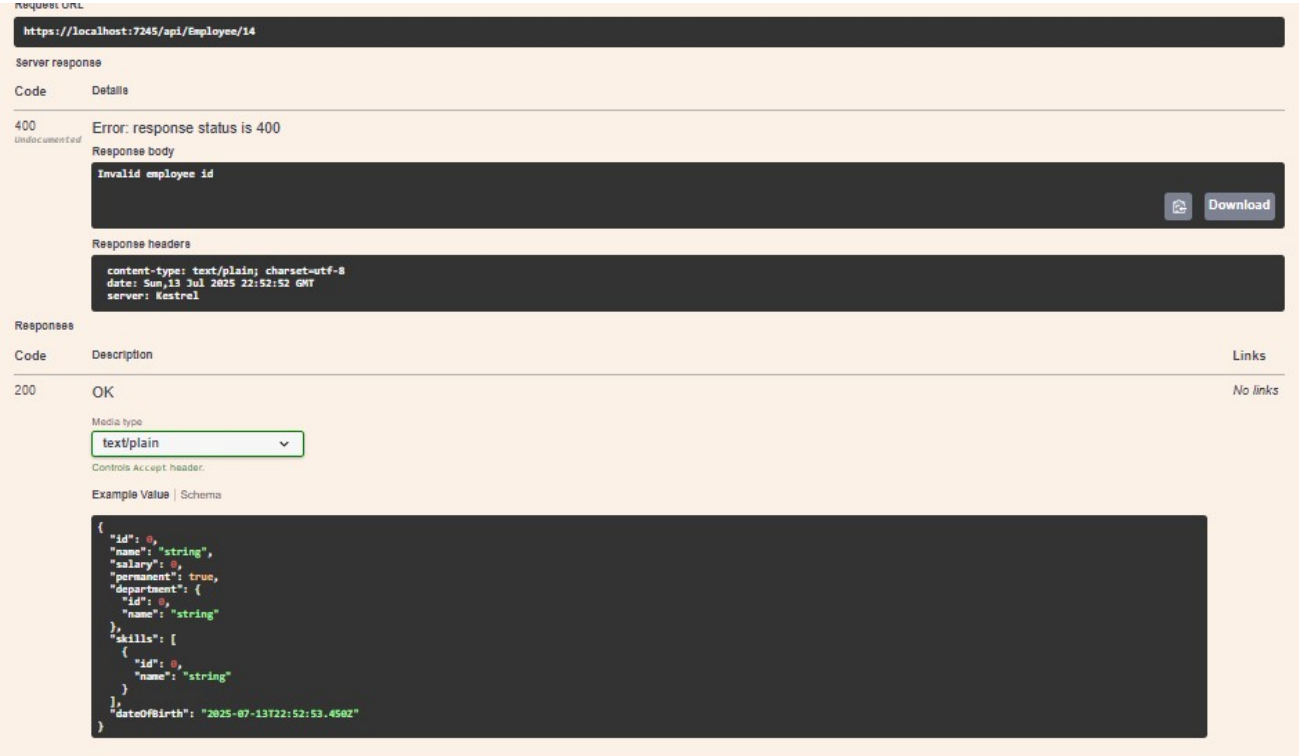 Request URL
https://localhost:7245/api/Employee/14
Server response
Code Details
400 Error: response status is 400
Undocumented
Response body
Invalid employee id
Download
Response headers
content-type: text/plain; charset=utf-8
date: Sun,13 Jul 2025 22:52:52 GMT
server: Kestrel
Responses
Code Description Links
200 OK No links
Media type
text/plain
Controls Accept header.
Example Value | Schema
{
"id": 0,
"name": "string",
"salary": 0,
"permanent": true,
"department": {
"id": 0,
"name": "string"
},
"skills": [
{
"id": 0,
"name": "string"
}
],
"dateOfBirth": "2025-07-13T22:52:53.450Z"
}